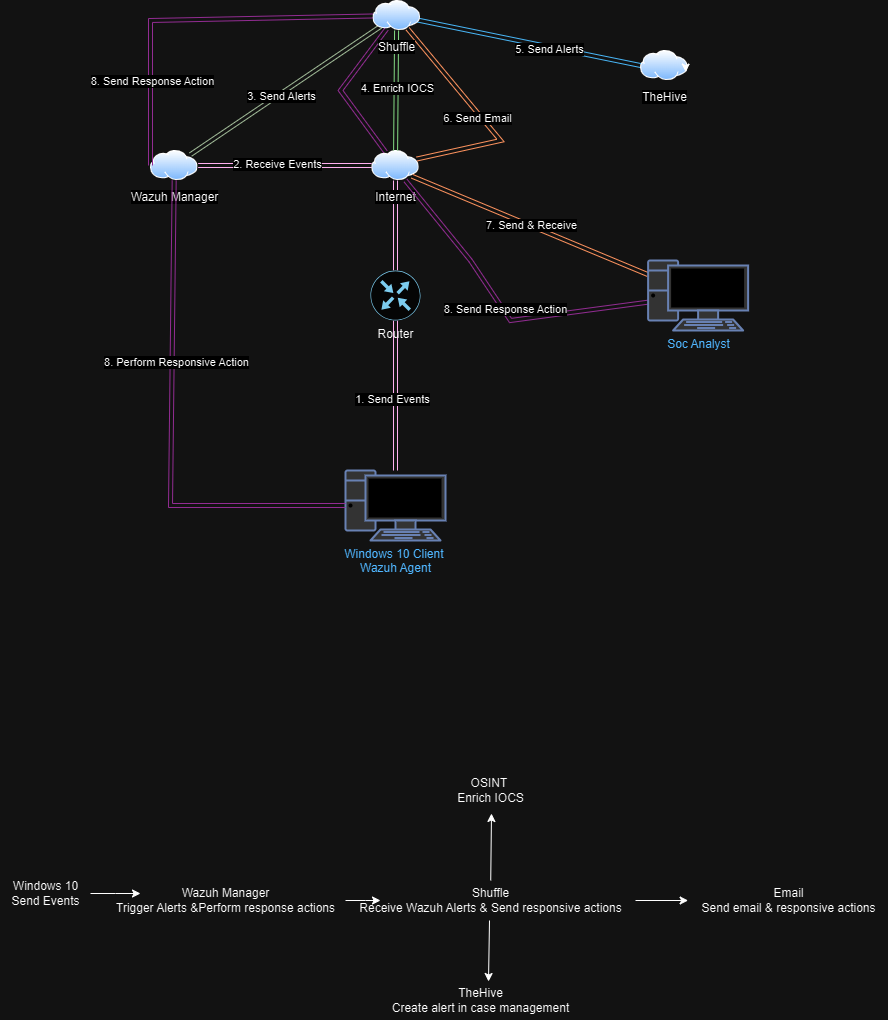 Shuffle
5. Send Alerts
8. Send Response Action
4. Enrich IOCS
3. Send Alerts
TheHive
6. Send Email
2. Receive Events
Wazuh Manager
Internet
7. Send & Receive
8. Send Response Action
Router
Soc Analyst
8. Perform Responsive Action
1. Send Events
Windows 10 Client
Wazuh Agent
OSINT
Enrich IOCS
Windows 10
Send Events
Wazuh Manager
Trigger Alerts &Perform response actions
Shuffle
Receive Wazuh Alerts & Send responsive actions
Email
Send email & responsive actions
TheHive
Create alert in case management